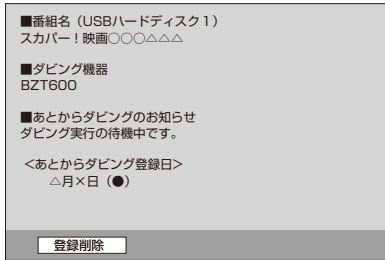 ■番組名（USBハードディスク１）
スカパー！映画○○○△△△
■ダビング機器
BZT600
■あとからダビングのお知らせ
ダビング実行の待機中です。
＜あとからダビング登録日＞
△月×日（●）
登録削除